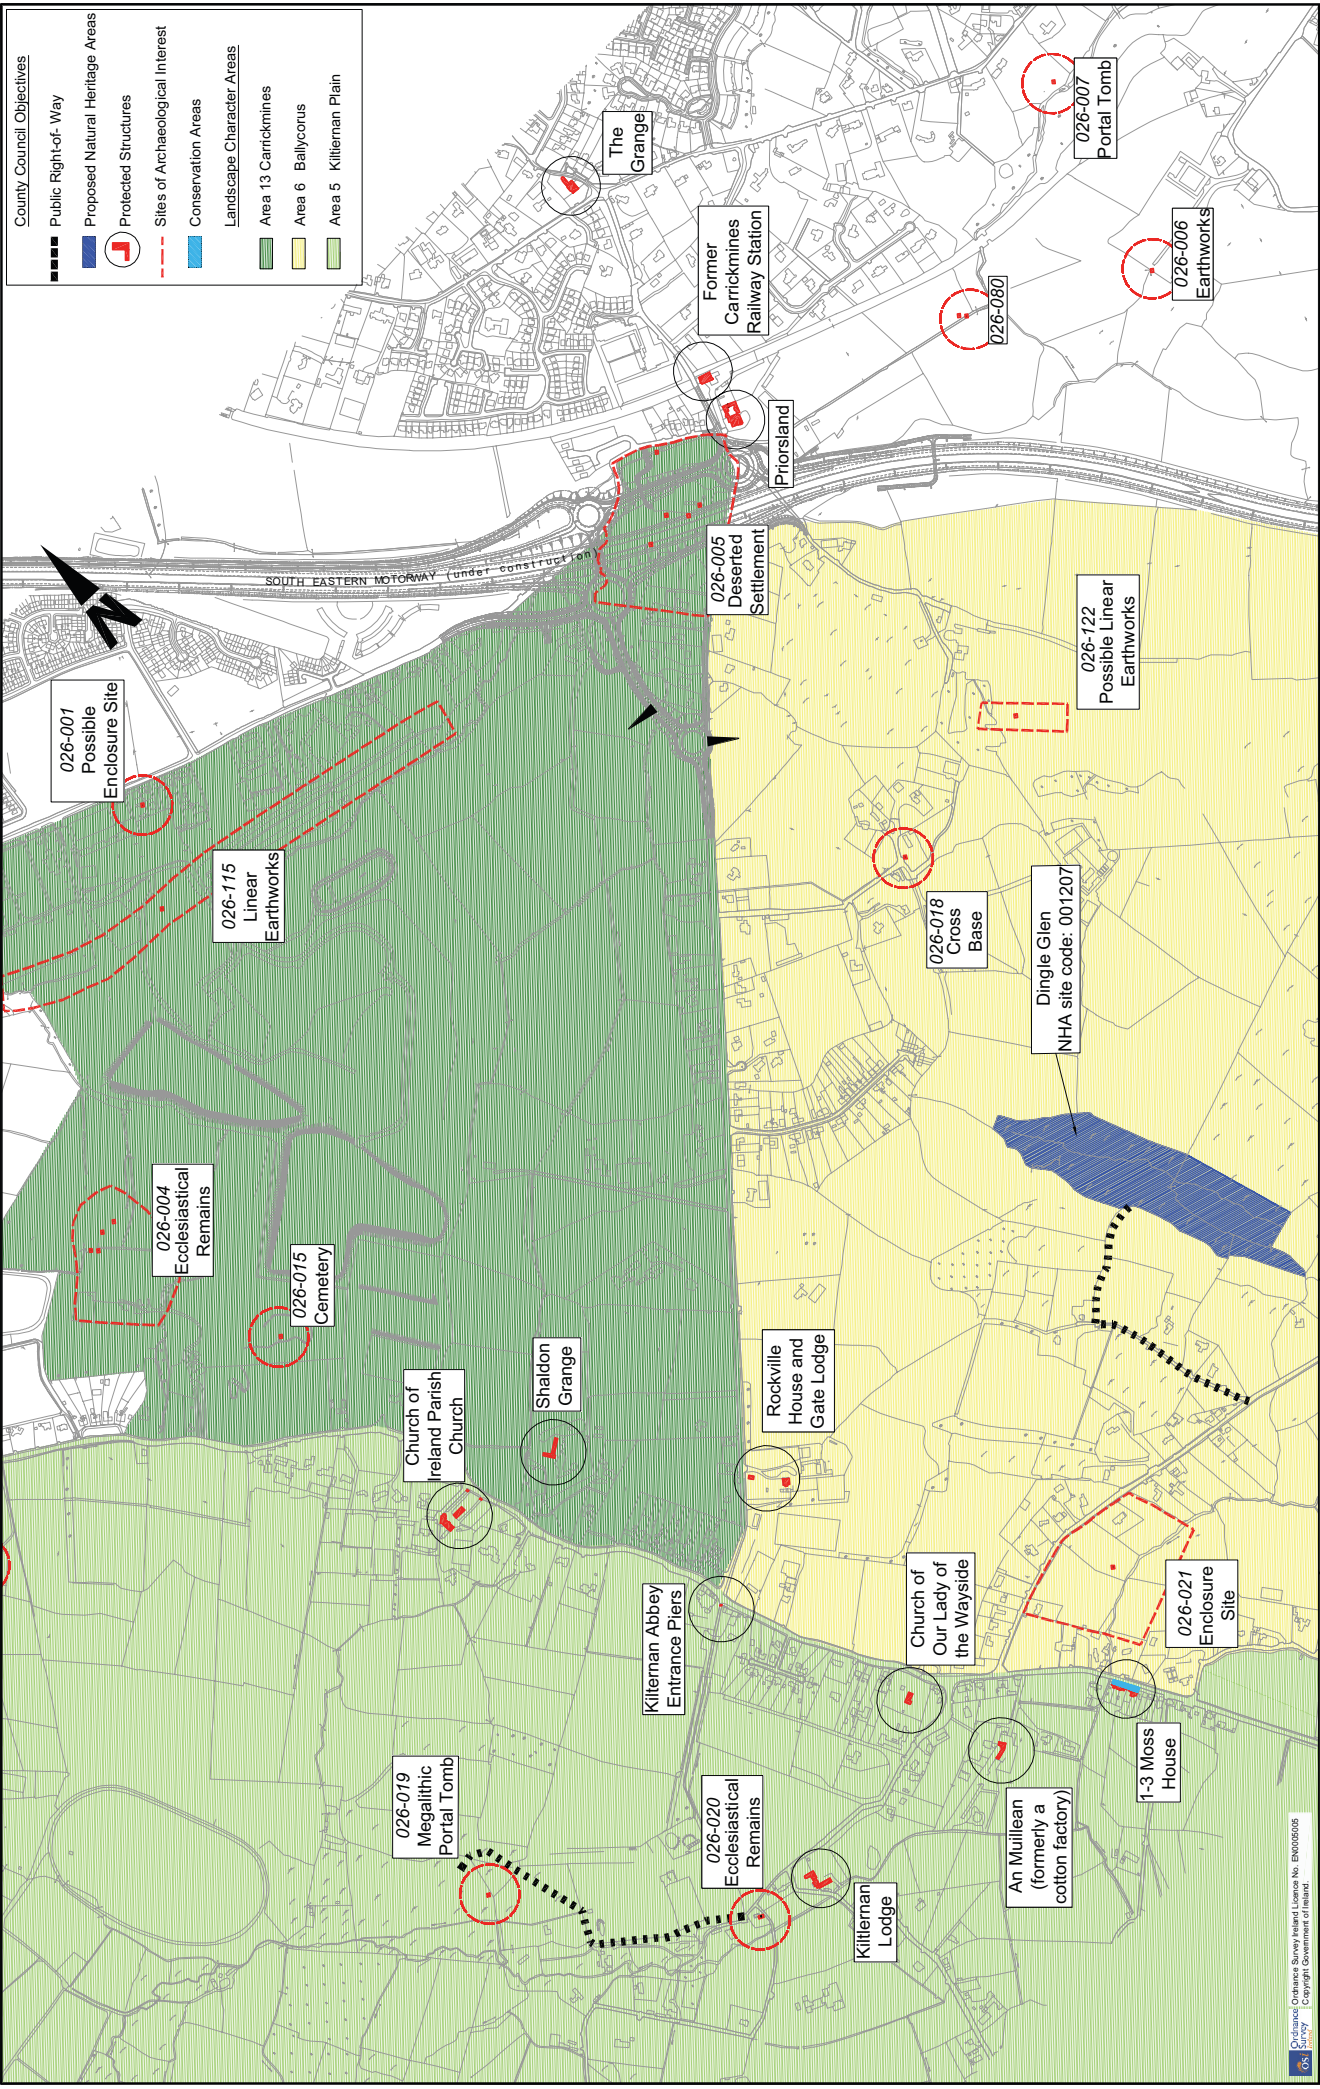 County Council Objectives
Public Right-of- Way
Proposed Natural Heritage Areas
Protected Structures
Sites of Archaeological Interest
Conservation Areas
Landscape Character Areas
Area 13 Carrickmines
Area 6 Ballycorus
Area 5 Kiltiernan Plain
The
Grange
026-007
Portal Tomb
Former
Carrickmines
Railway Station
026-006
Earthworks
026-080
Priorsland
SOUTH EASTERN MOTORWAY (under construction)
N
026-005
Deserted
Settlement
026-122
Possible Linear
Earthworks
026-001
Possible
Enclosure Site
026-115
Linear
Earthworks
026-018
Cross
Base
Dingle Glen
NHA site code: 001207
026-004
Ecclesiastical
Remains
026-015
Cemetery
Shaldon
Grange
Church of
Ireland Parish
Church
Rockville
House and
Gate Lodge
Kilternan Abbey
Entrance Piers
Church of
Our Lady of
the Wayside
026-021
Enclosure
Site
1-3 Moss
House
026-019
Megalithic
Portal Tomb
026-020
Ecclesiastical
Remains
Kiltlernan
Lodge
An Muillean
(formerly a
cotton factory)
osi
Ordnance
Survey
Ireland
Ordnance Survey Ireland Licence No. EN0005005
Copyright Government of Ireland.